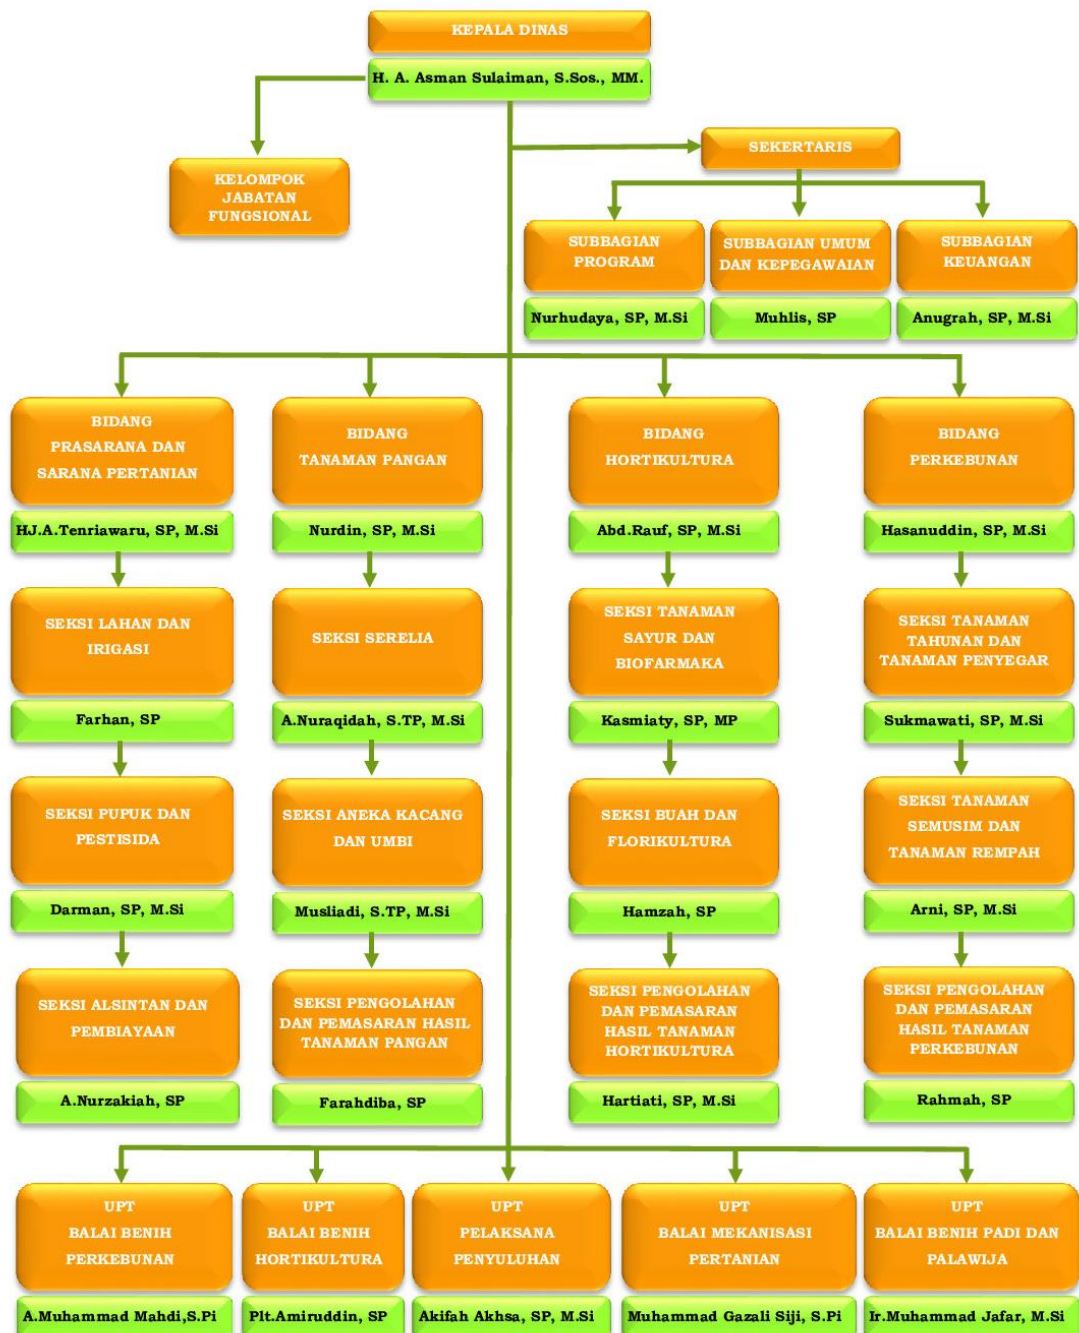 KEPALA DINAS
H. A. Asman Sulaiman, S.Sos., MM.
KELOMPOK
JABATAN
FUNGSIONAL
SEKERTARIS
SUBBAGIAN
PROGRAM
Nurhudaya, SP, M.Si
SUBBAGIAN UMUM
DAN KEPEGAWAIAN
Muhlis, SP
SUBBAGIAN
KEUANGAN
Anugrah, SP, M.Si
BIDANG
PRASARANA DAN
SARANA PERTANIAN
HJ.A.Tenriawaru, SP, M.Si
SEKSI LAHAN DAN
IRIGASI
Farhan, SP
SEKSI PUPUK DAN
PESTISIDA
Darman, SP, M.Si
SEKSI ALSINTAN DAN
PEMBIAYAAN
A.Nurzakiah, SP
BIDANG
TANAMAN PANGAN
Nurdin, SP, M.Si
SEKSI SERELIA
A.Nuraqidah, S.TP, M.Si
SEKSI ANEKA KACANG
DAN UMBI
Musliadi, S.TP, M.Si
SEKSI PENGOLAHAN
DAN PEMASARAN HASIL
TANAMAN PANGAN
Farahdiba, SP
BIDANG
HORTIKULTURA
Abd.Rauf, SP, M.Si
SEKSI TANAMAN
SAYUR DAN
BIOFARMAKA
Kasmiaty, SP, MP
SEKSI BUAH DAN
FLORIKULTURA
Hamzah, SP
SEKSI PENGOLAHAN
DAN PEMASARAN
HASIL TANAMAN
HORTIKULTURA
Hartiati, SP, M.Si
BIDANG
PERKEBUNAN
Hasanuddin, SP, M.Si
SEKSI TANAMAN
TAHUNAN DAN
TANAMAN PENYEGAR
Sukmawati, SP, M.Si
SEKSI TANAMAN
SEMUSIM DAN
TANAMAN REMPAH
Arni, SP, M.Si
SEKSI PENGOLAHAN
DAN PEMASARAN
HASIL TANAMAN
PERKEBUNAN
Rahmah, SP
UPT
BALAI BENIH
PERKEBUNAN
A.Muhammad Mahdi,S.Pi
UPT
BALAI BENIH
HORTIKULTURA
Plt.Amiruddin, SP
UPT
PELAKSANA
PENYULUHAN
Akifah Akhsa, SP, M.Si
UPT
BALAI MEKANISASI
PERTANIAN
Muhammad Gazali Siji, S.Pi
UPT
BALAI BENIH PADI DAN
PALAWIJA
Ir.Muhammad Jafar, M.Si